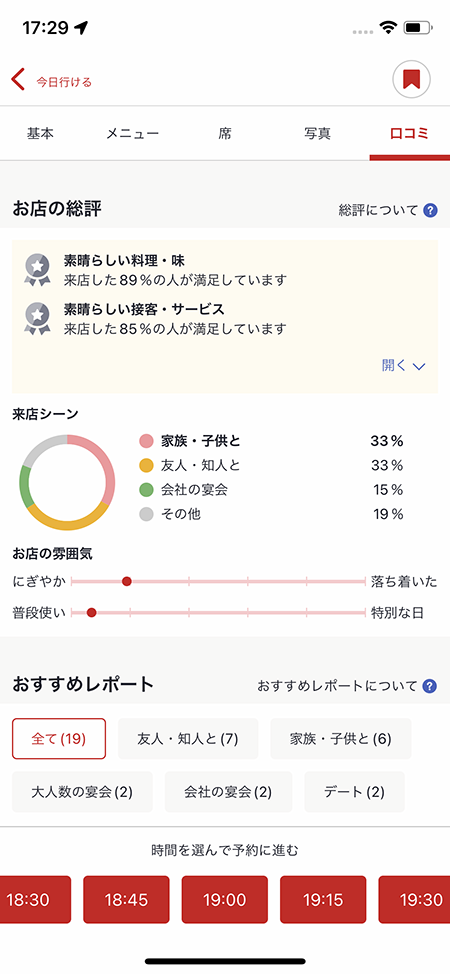 17:29
今日行ける
基本 メニュー 席 写真 口コミ
お店の総評 総評について ?
素晴らしい料理・味
来店した89%の人が満足しています
素晴らしい接客・サービス
来店した85%の人が満足しています
開く
来店シーン
家族・子供と 33%
友人・知人と 33%
会社の宴会 15%
その他 19%
お店の雰囲気
にぎやか 落ち着いた
普段使い 特別な日
おすすめレポート おすすめレポートについて ?
全て(19) 友人・知人と(7) 家族・子供と(6)
大人数の宴会(2) 会社の宴会(2) デート(2)
時間を選んで予約に進む
18:30 18:45 19:00 19:15 19:30